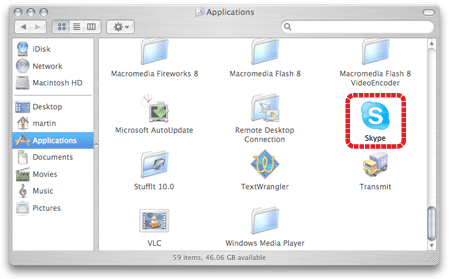 Applications
iDisk
Network
Macintosh HD
Desktop
martin
Applications
Documents
Movies
Music
Pictures
Macromedia Fireworks 8
Macromedia Flash 8
Macromedia Flash 8
VideoEncoder
Microsoft AutoUpdate
Remote Desktop
Connection
Skype
StuffIt 10.0
TextWrangler
Transmit
VLC
Windows Media Player
59 items, 46.06 GB available